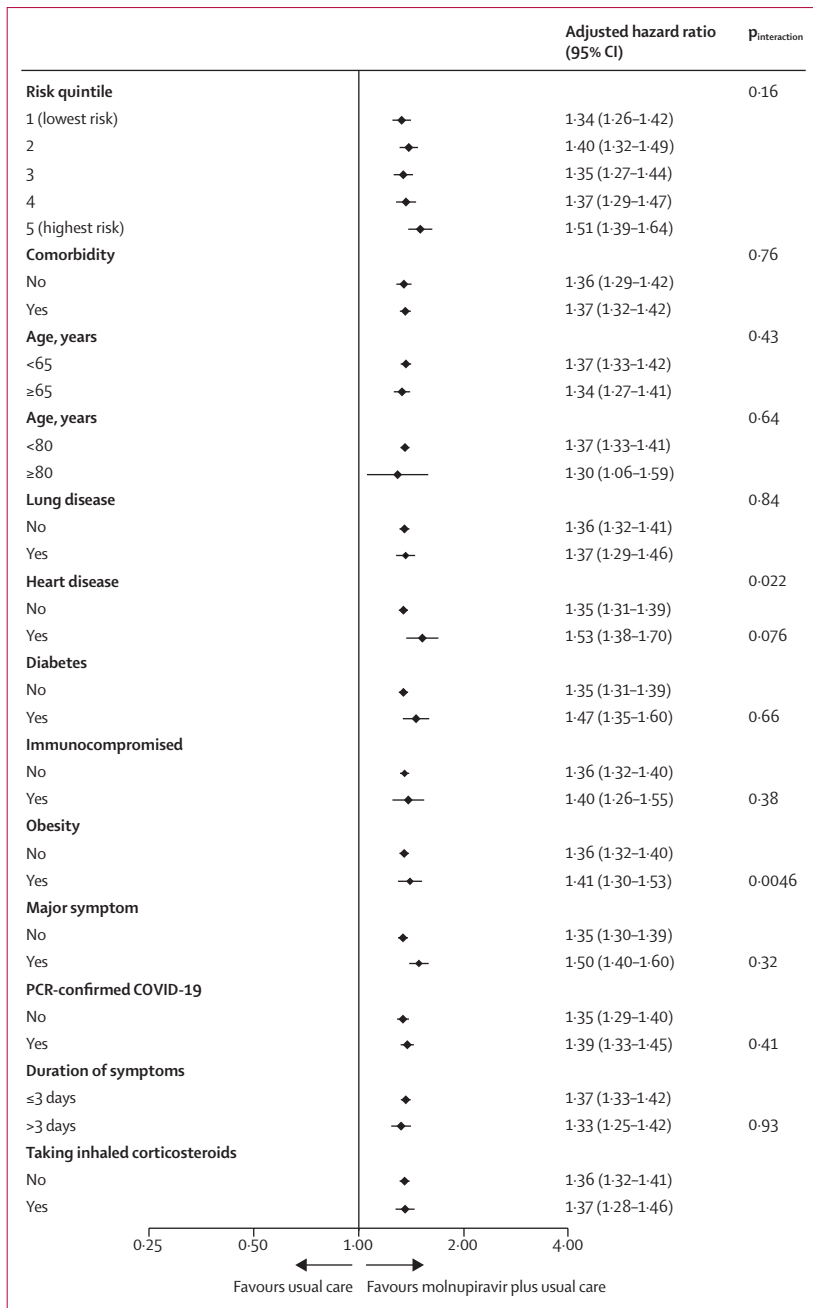 Adjusted hazard ratio (95% CI) pinteraction
Risk quintile 0·16
1 (lowest risk) 1·34 (1·26–1·42)
2 1·40 (1·32–1·49)
3 1·35 (1·27–1·44)
4 1·37 (1·29–1·47)
5 (highest risk) 1·51 (1·39–1·64)
Comorbidity 0·76
No 1·36 (1·29–1·42)
Yes 1·37 (1·32–1·42)
Age, years 0·43
<65 1·37 (1·33–1·42)
≥65 1·34 (1·27–1·41)
Age, years 0·64
<80 1·37 (1·33–1·41)
≥80 1·30 (1·06–1·59)
Lung disease 0·84
No 1·36 (1·32–1·41)
Yes 1·37 (1·29–1·46)
Heart disease 0·022
No 1·35 (1·31–1·39)
Yes 1·53 (1·38–1·70) 0·076
Diabetes
No 1·35 (1·31–1·39)
Yes 1·47 (1·35–1·60) 0·66
Immunocompromised
No 1·36 (1·32–1·40)
Yes 1·40 (1·26–1·55) 0·38
Obesity
No 1·36 (1·32–1·40)
Yes 1·41 (1·30–1·53) 0·0046
Major symptom
No 1·35 (1·30–1·39)
Yes 1·50 (1·40–1·60) 0·32
PCR-confirmed COVID-19
No 1·35 (1·29–1·40)
Yes 1·39 (1·33–1·45) 0·41
Duration of symptoms
≤3 days 1·37 (1·33–1·42)
>3 days 1·33 (1·25–1·42) 0·93
Taking inhaled corticosteroids
No 1·36 (1·32–1·41)
Yes 1·37 (1·28–1·46)
0·25 0·50 1·00 2·00 4·00
Favours usual care Favours molnupiravir plus usual care